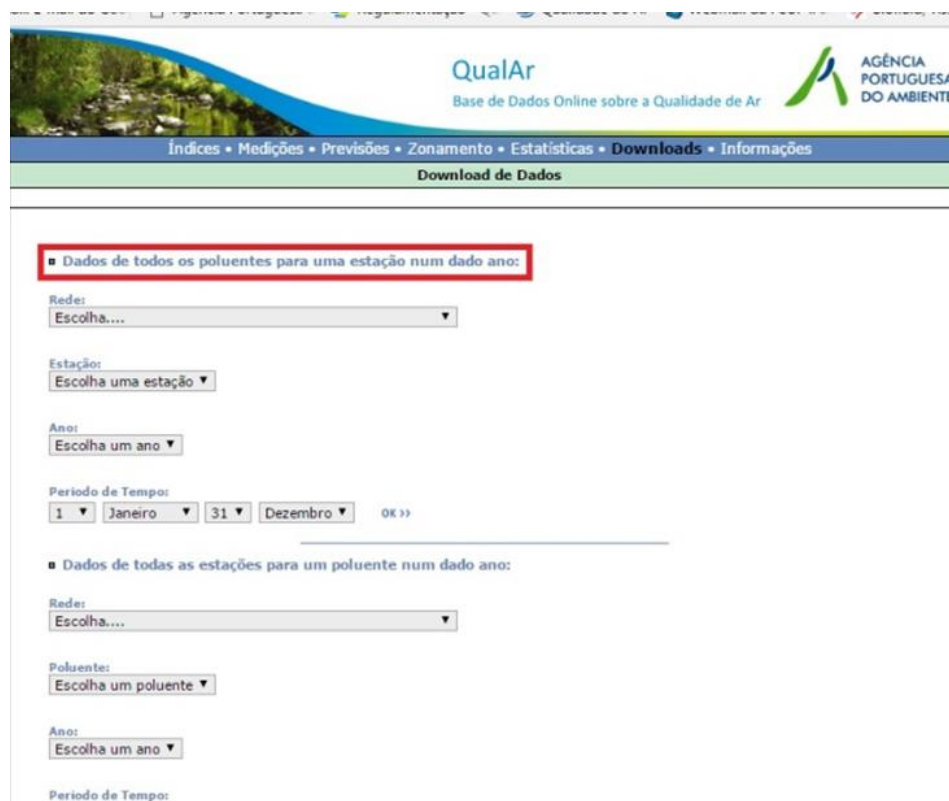 QualAr
Base de Dados Online sobre a Qualidade de Ar
AGÊNCIA
PORTUGUESA
DO AMBIENTE
Índices • Medições • Previsões • Zonamento • Estatísticas • Downloads • Informações
Download de Dados
Dados de todos os poluentes para uma estação num dado ano:
Rede:
Escolha....
Estação:
Escolha uma estação
Ano:
Escolha um ano
Periodo de Tempo:
1 Janeiro 31 Dezembro OK >>
Dados de todas as estações para um poluente num dado ano:
Rede:
Escolha....
Poluente:
Escolha um poluente
Ano:
Escolha um ano
Periodo de Tempo: